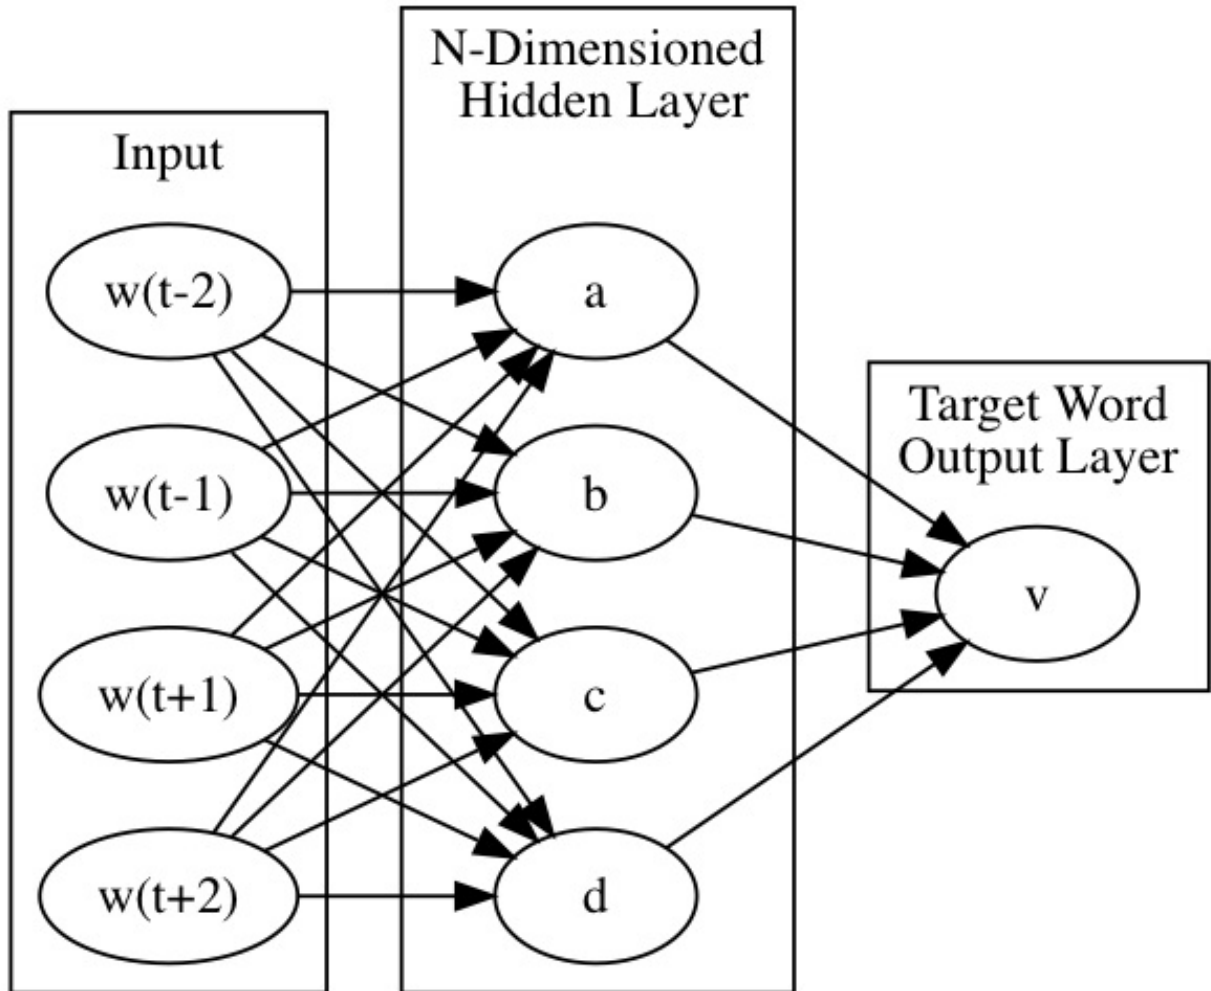 N-Dimensioned
Hidden Layer
Input
w(t-2)
a
w(t-1)
b
Target Word
Output Layer
v
w(t+1)
c
w(t+2)
d